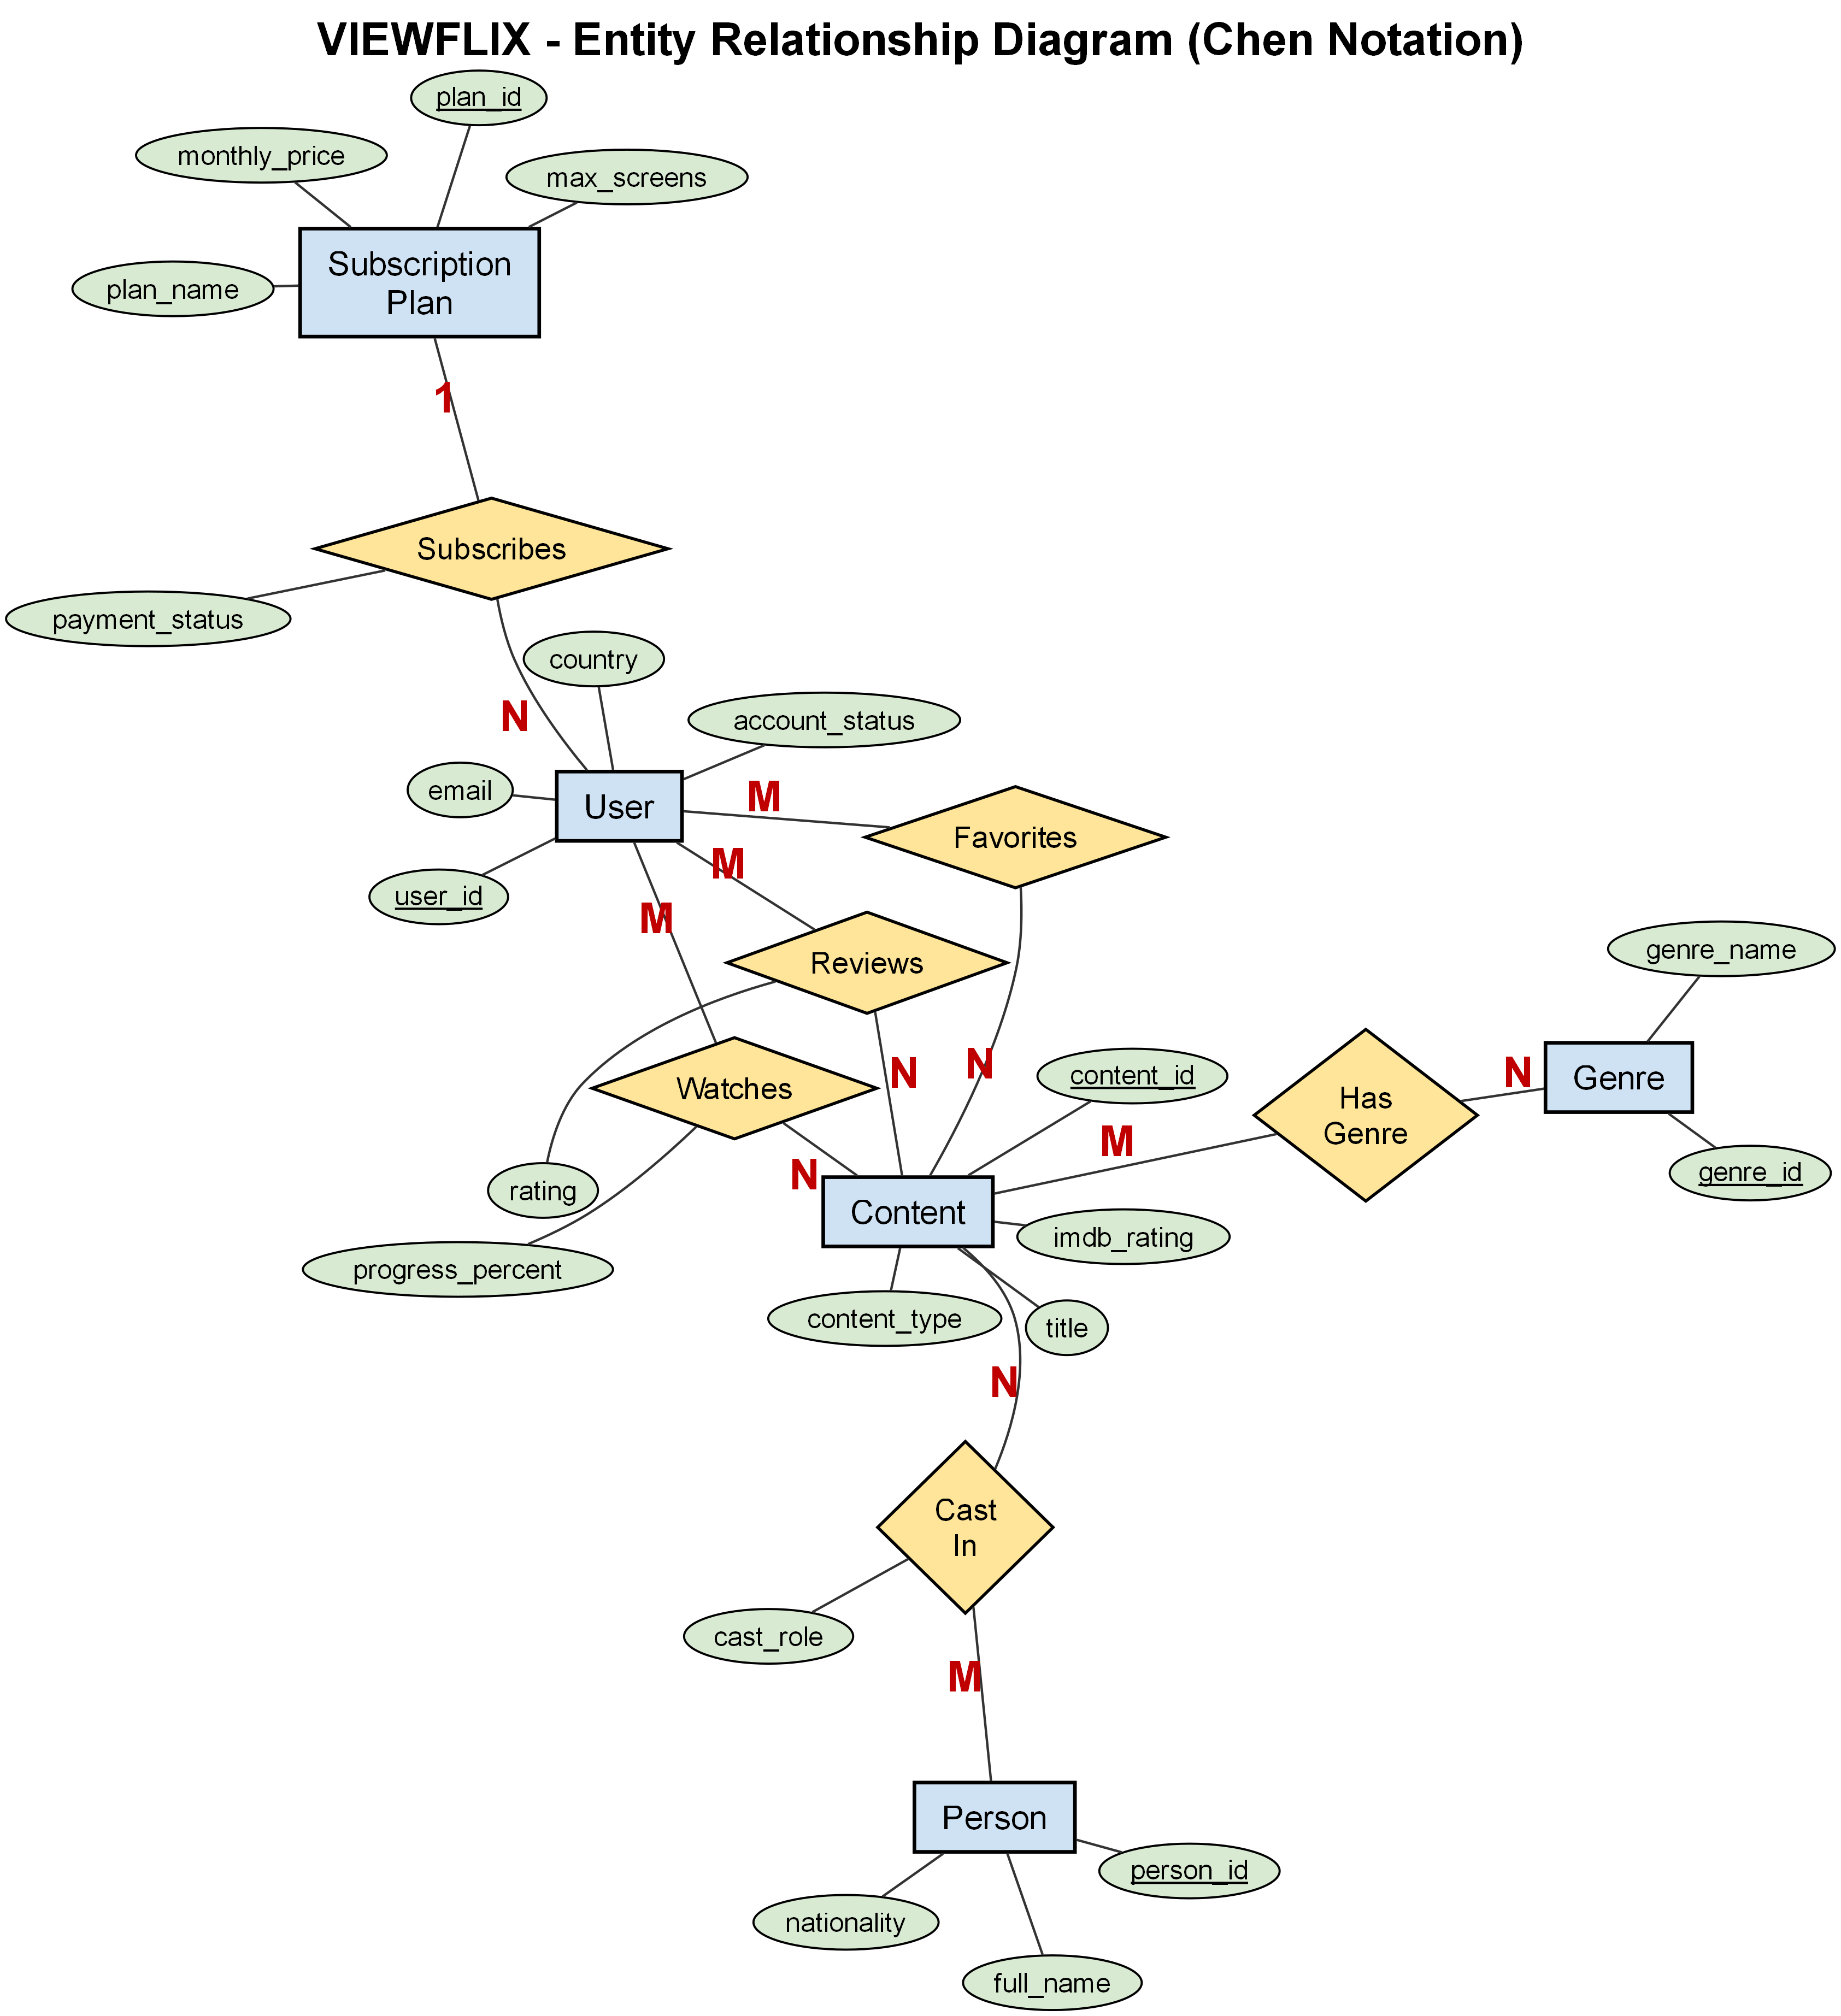 VIEWFLIX - Entity Relationship Diagram (Chen Notation)
plan_id
monthly_price
max_screens
Subscription
Plan
plan_name
1
Subscribes
payment_status
country
N
account_status
email
User
M
Favorites
M
user_id
M
Reviews
genre_name
Watches
N
N
content_id
Has
Genre
N
Genre
M
genre_id
N
rating
Content
imdb_rating
progress_percent
content_type
title
N
Cast
In
cast_role
M
Person
person_id
nationality
full_name